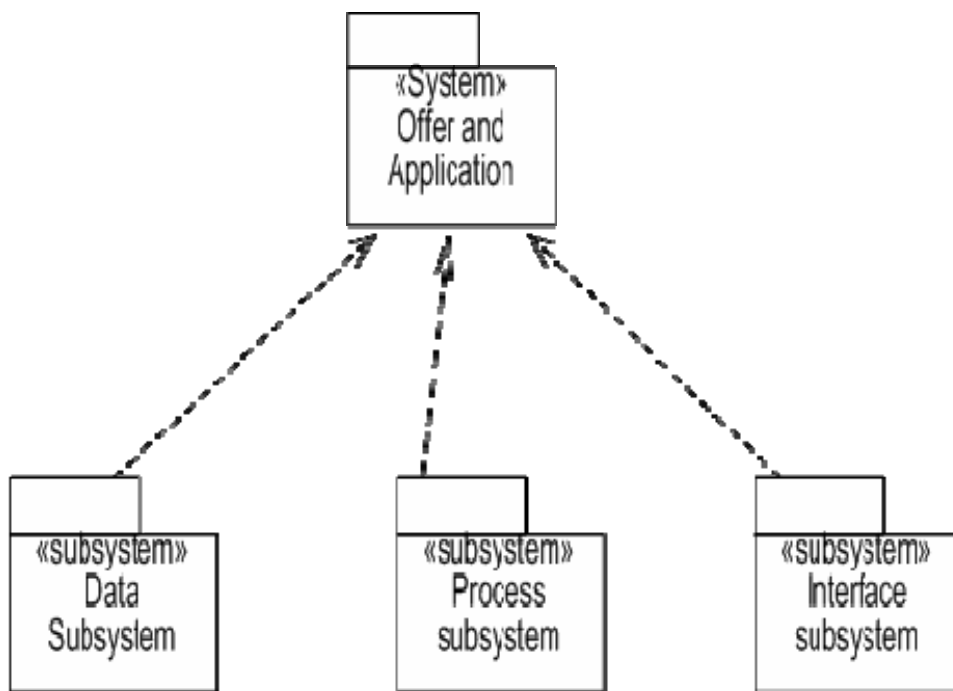 «System»
Offer and
Application
«subsystem»
Data
Subsystem
«subsystem»
Process
subsystem
«subsystem»
Interface
subsystem